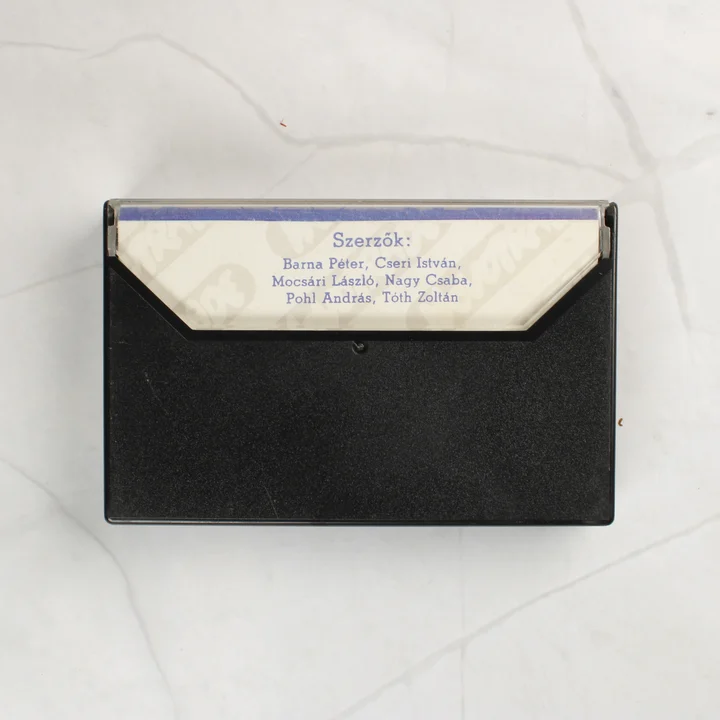 Szerzők:
Barna Péter, Cseri István,
Mocsári László, Nagy Csaba,
Pohl András, Tóth Zoltán